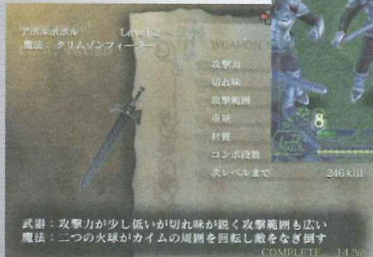 アボルポボル Level 2
魔法：クリムゾンフィーラー
WEAPON S
攻撃力
切れ味
攻撃範囲
重量
材質
コンボ段数
次レベルまで 246 kill
8
武器：攻撃力が少し低いが切れ味が鋭く攻撃範囲も広い
魔法：二つの火球がカイムの周囲を回転し敵をなぎ倒す
COMPLETE 14 %